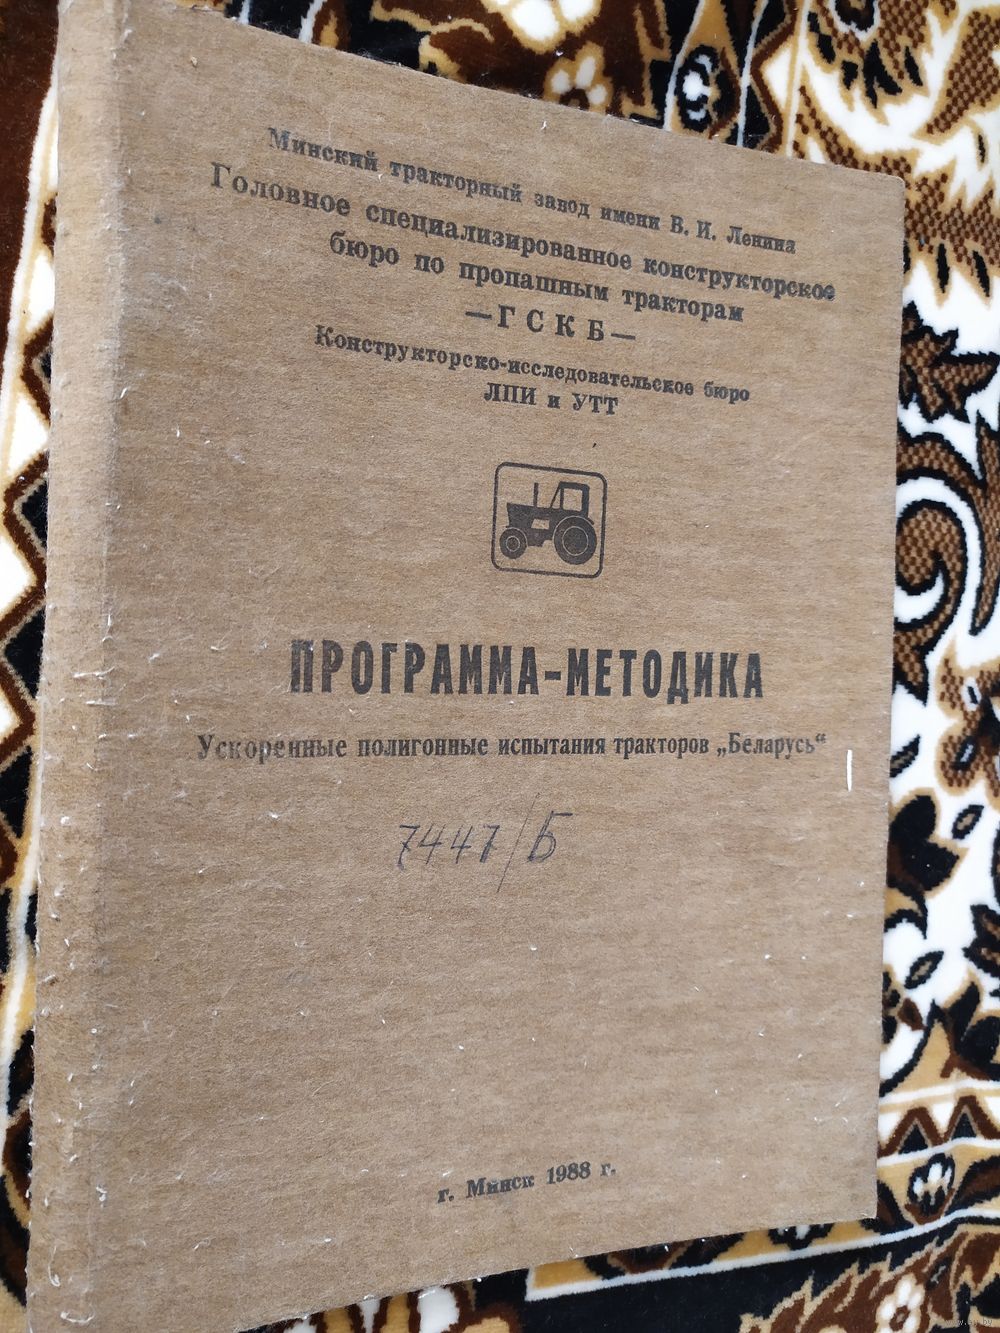 Минский тракторный завод имени В. И. Ленина
Головное специализированное конструкторское
бюро по пропашным тракторам
—ГСКБ—
Конструкторско-исследовательское бюро
ЛПИ и УТТ
ПРОГРАММА-МЕТОДИКА
Ускоренные полигонные испытания тракторов „Беларусь“
7447/Б
г. Минск 1988 г.